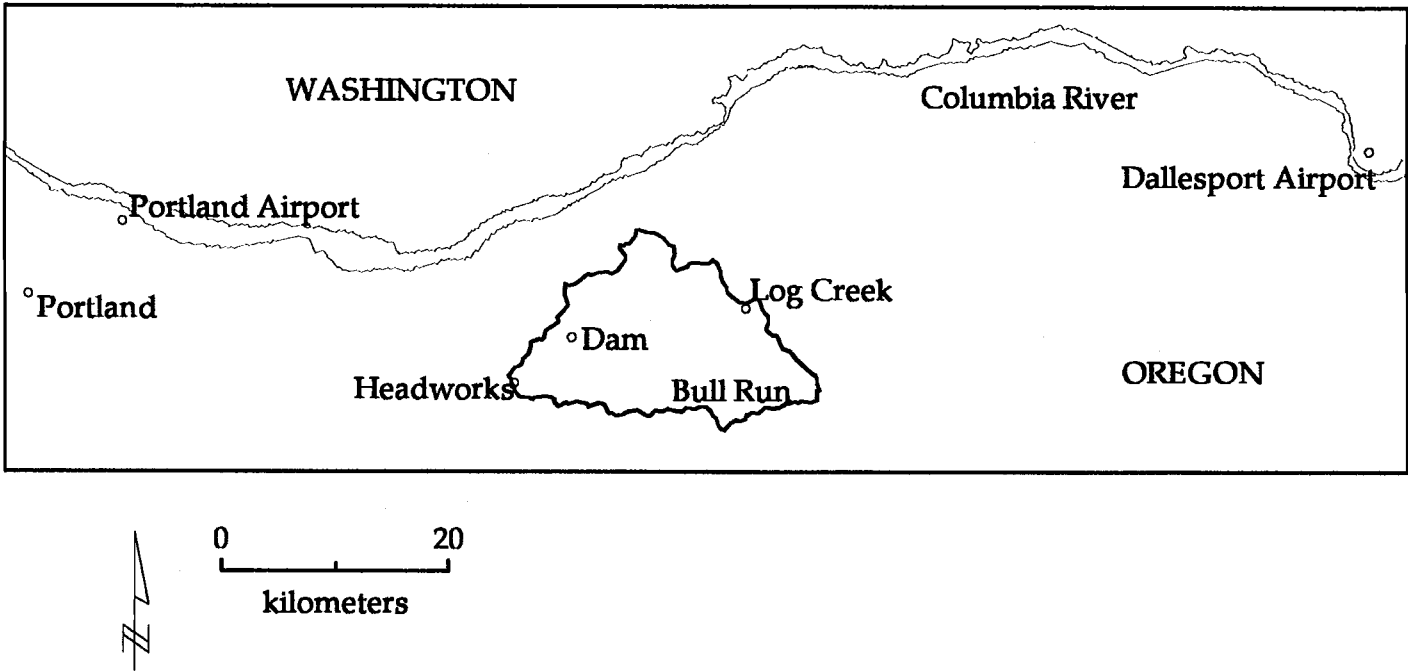 WASHINGTON
Columbia River
Dallesport Airport
Portland Airport
Log Creek
Portland
Dam
OREGON
Headworks
Bull Run
0 20
kilometers
N